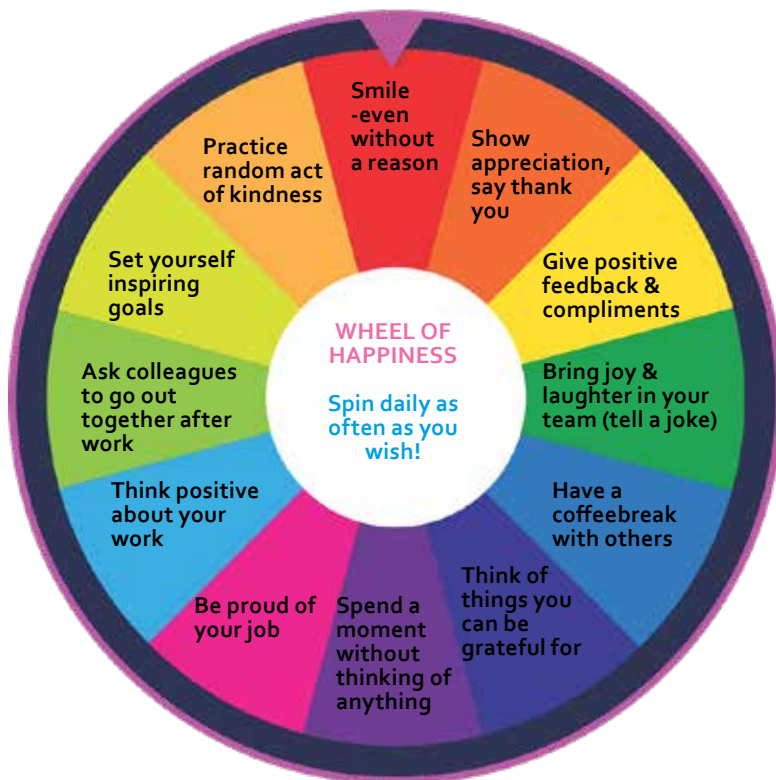 Smile
-even
without
a reason
Show
appreciation,
say thank
you
Give positive
feedback &
compliments
Bring joy &
laughter in your
team (tell a joke)
Have a
coffeebreak
with others
Think of
things you
can be
grateful for
Spend a
moment
without
thinking of
anything
Be proud of
your job
Think positive
about your
work
Ask colleagues
to go out
together after
work
Set yourself
inspiring
goals
Practice
random act
of kindness
WHEEL OF
HAPPINESS
Spin daily as
often as you
wish!